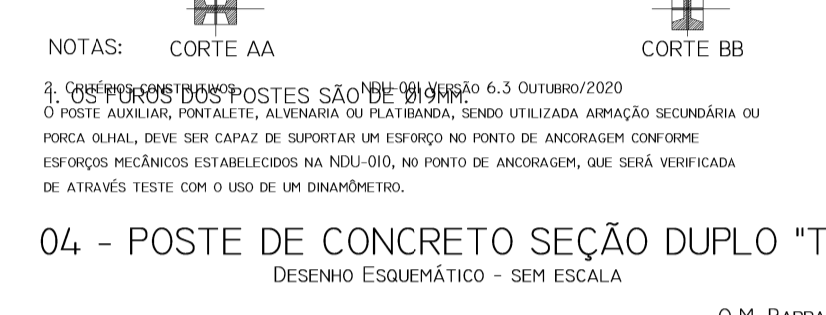 NOTAS:
CORTE AA
CORTE BB
2. Critérios construtivos NDU-001 Versão 6.3 Outubro/2020
1. OS FUROS DOS POSTES SÃO DE Ø19MM.
O poste auxiliar, pontalete, alvenaria ou platibanda, sendo utilizada armação secundária ou
porca olhal, deve ser capaz de suportar um esforço no ponto de ancoragem conforme
esforços mecânicos estabelecidos na NDU-010, no ponto de ancoragem, que será verificada
de através teste com o uso de um dinamômetro.
04 - POSTE DE CONCRETO SEÇÃO DUPLO "T
Desenho Esquemático - sem escala